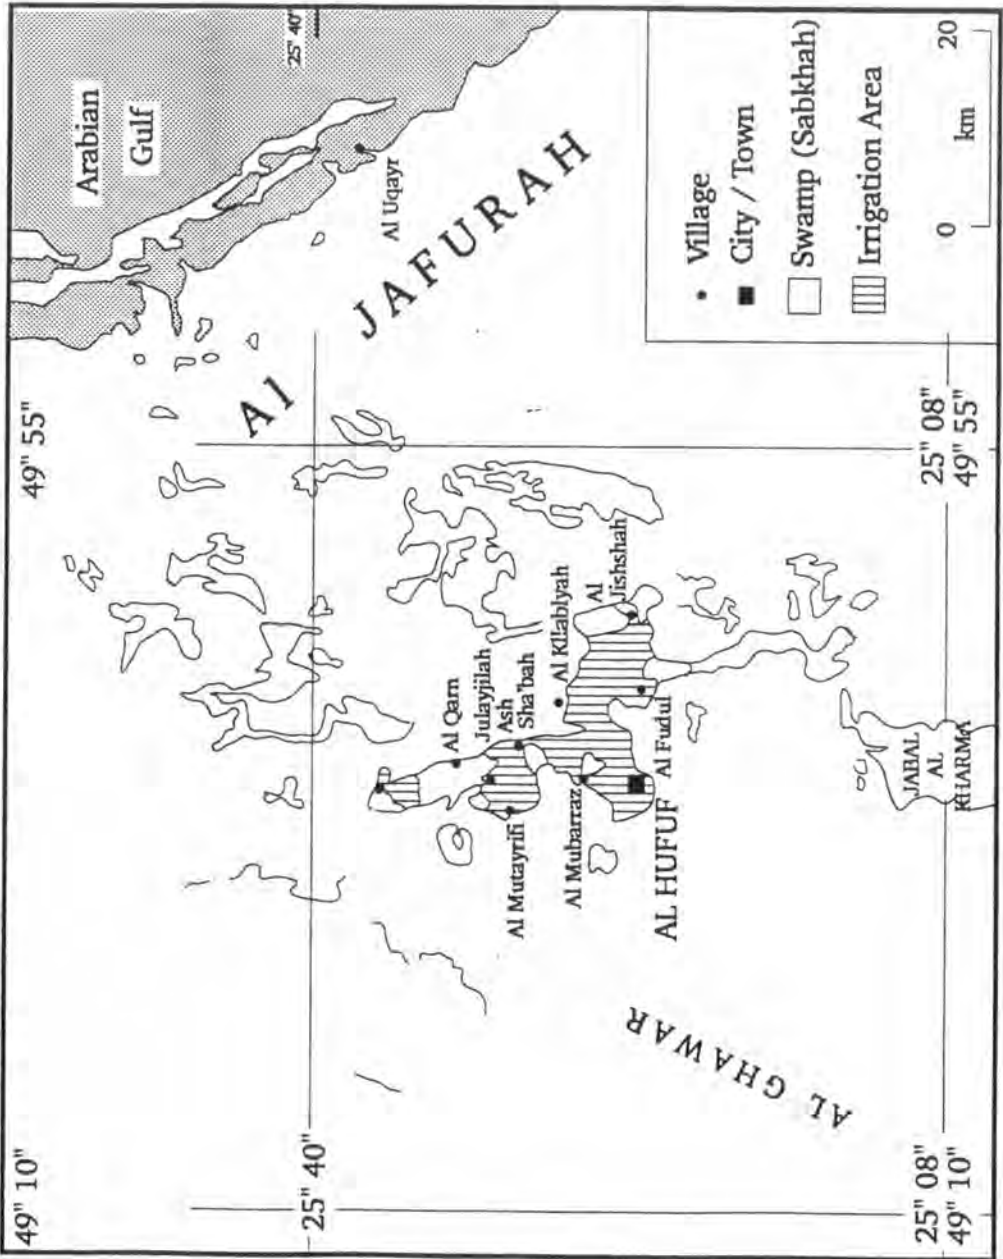 49" 10"
49" 55"
Arabian
Gulf
25" 40"
25" 40"
Al Uqayr
Al
JAFURAH
Al Qarn
Julayjilah
Ash
Sha'bah
Al Mutayrifi
Al Kllablyah
Al
Jishshah
Al Mubarraz
Al Fudul
AL HUFUF
AL GHAWAR
JABAL
AL
KHARMA
Village
City / Town
Swamp (Sabkhah)
Irrigation Area
0 20
km
25" 08"
49" 10"
25" 08"
49" 55"